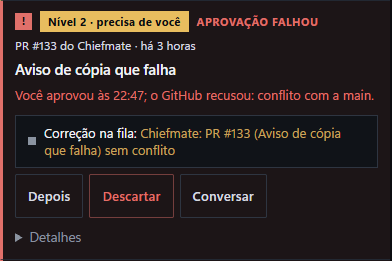 ! Nível 2 · precisa de você APROVAÇÃO FALHOU
PR #133 do Chiefmate · há 3 horas
Aviso de cópia que falha
Você aprovou às 22:47; o GitHub recusou: conflito com a main.
Correção na fila: Chiefmate: PR #133 (Aviso de cópia
que falha) sem conflito
Depois Descartar Conversar
Detalhes